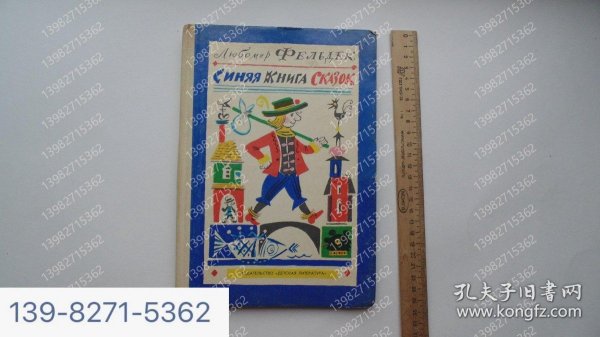 Любомир ФЕЛЬДЕК
СИНЯЯ КНИГА СКАЗОК
ИЗДАТЕЛЬСТВО «ДЕТСКАЯ ЛИТЕРАТУРА»
139-8271-5362
孔夫子旧书网
www.kongfz.com
13982715362